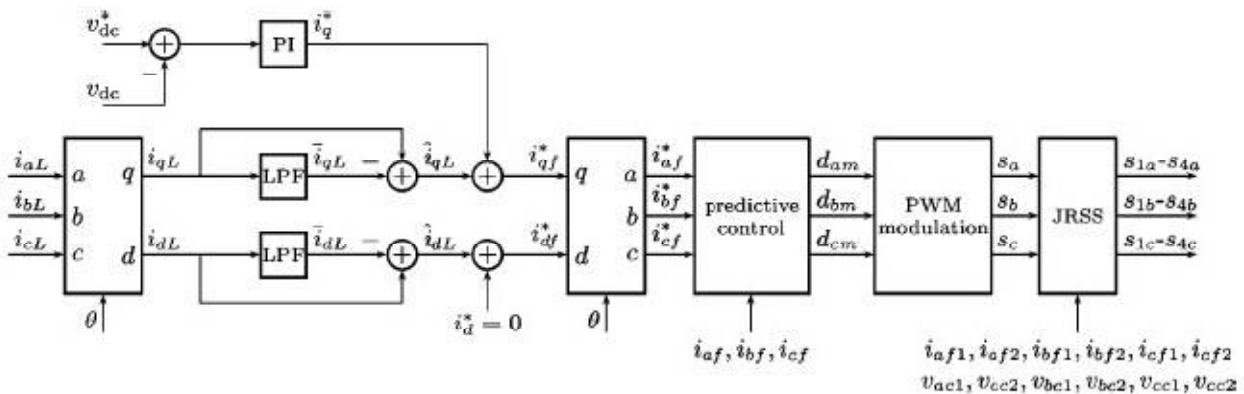 v*dc
+
PI
i*q
−
vdc
iaL
ibL
icL
a
b
c
q
d
iqL
idL
LPF
īqL
−
+
îqL
+
i*qf
LPF
īdL
−
+
îdL
+
i*df
i*d = 0
θ
q
d
a
b
c
θ
i*af
i*bf
i*cf
predictive
control
dam
dbm
dcm
PWM
modulation
sa
sb
sc
JRSS
s1a-s4a
s1b-s4b
s1c-s4c
iaf, ibf, icf
iaf1, iaf2, ibf1, ibf2, icf1, icf2
vac1, vcc2, vbc1, vbc2, vcc1, vcc2